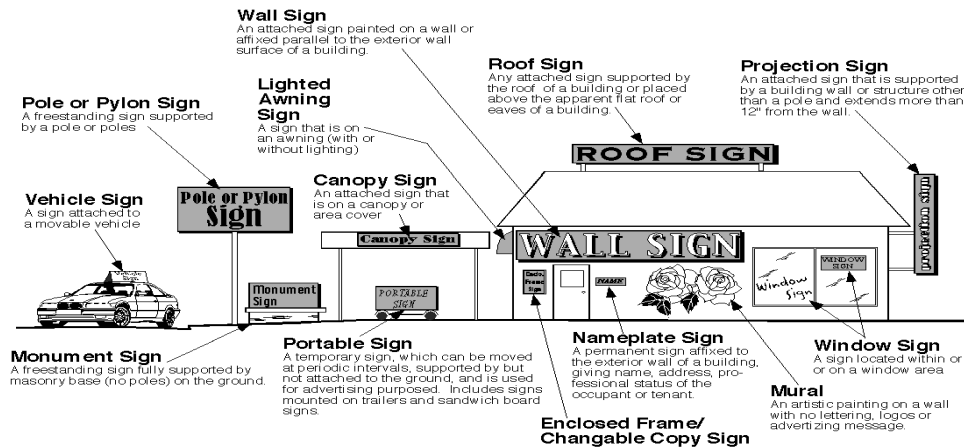 Wall Sign
An attached sign painted on a wall or
affixed parallel to the exterior wall
surface of a building.
Roof Sign
Any attached sign supported by
the roof of a building or placed
above the apparent flat roof or
eaves of a building.
Projection Sign
An attached sign that is supported
by a building wall or structure other
than a pole and extends more than
12" from the wall.
Lighted
Awning
Sign
A sign that is on
an awning (with or
without lighting)
Pole or Pylon Sign
A freestanding sign supported
by a pole or poles
Canopy Sign
An attached sign that
is on a canopy or
area cover
Vehicle Sign
A sign attached to
a movable vehicle
ROOF SIGN
Pole or Pylon
Sign
Canopy Sign
WALL SIGN
projection sign
WINDOW
SIGN
Window
Sign
Vehicle
Sign
Monument
Sign
PORTABLE
SIGN
Enclo.
Frame
Sign
NAME
Monument Sign
A freestanding sign fully supported by
masonry base (no poles) on the ground.
Portable Sign
A temporary sign, which can be moved
at periodic intervals, supported by but
not attached to the ground, and is used
for advertising purposed. Includes signs
mounted on trailers and sandwich board
signs.
Nameplate Sign
A permanent sign affixed to
the exterior wall of a building,
giving name, address, pro-
fessional status of the
occupant or tenant.
Window Sign
A sign located within or
or on a window area
Mural
An artistic painting on a wall
with no lettering, logos or
advertizing message.
Enclosed Frame/
Changable Copy Sign